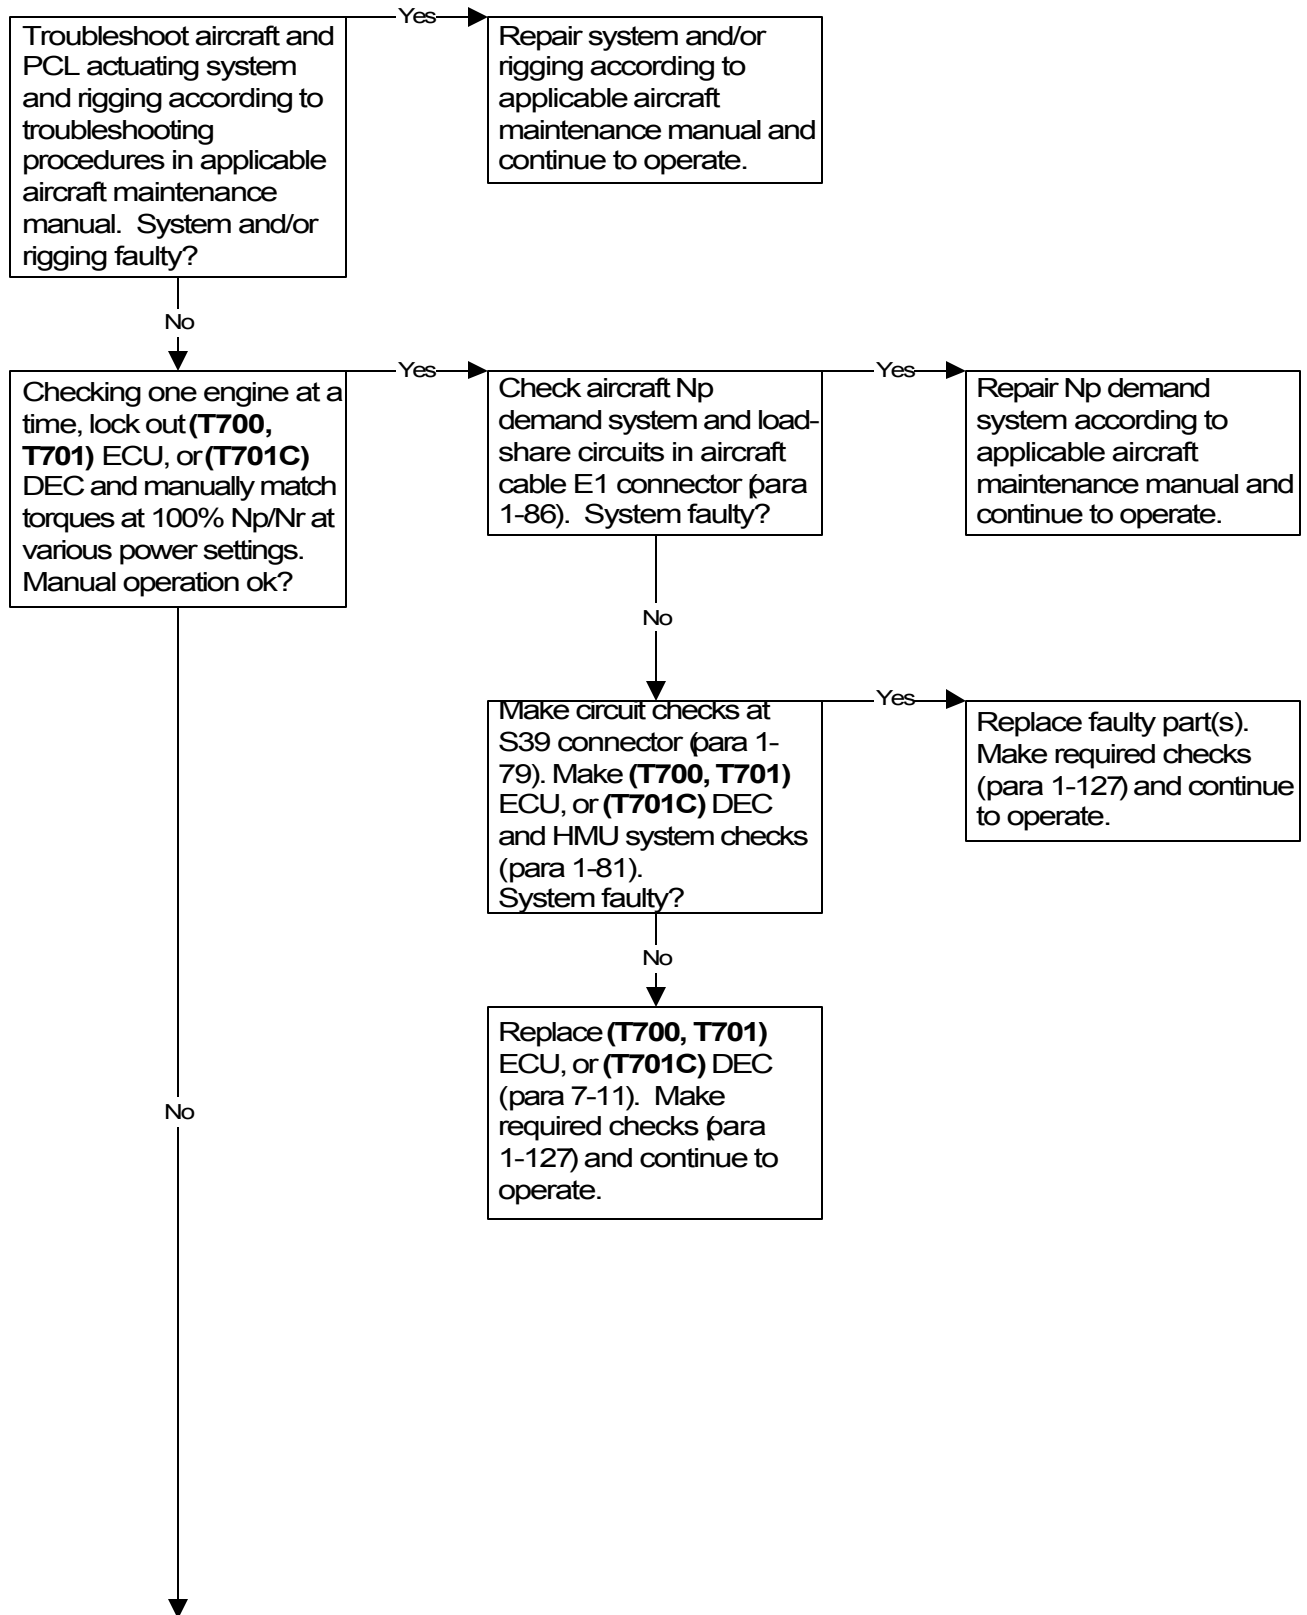 Yes
Troubleshoot aircraft and
PCL actuating system
and rigging according to
troubleshooting
procedures in applicable
aircraft maintenance
manual. System and/or
rigging faulty?
Repair system and/or
rigging according to
applicable aircraft
maintenance manual and
continue to operate.
No
Checking one engine at a
time, lock out (T700,
T701) ECU, or (T701C)
DEC and manually match
torques at 100% Np/Nr at
various power settings.
Manual operation ok?
Yes
Check aircraft Np
demand system and load-
share circuits in aircraft
cable E1 connector (para
1-86). System faulty?
Yes
Repair Np demand
system according to
applicable aircraft
maintenance manual and
continue to operate.
No
Make circuit checks at
S39 connector (para 1-
79). Make (T700, T701)
ECU, or (T701C) DEC
and HMU system checks
(para 1-81).
System faulty?
Yes
Replace faulty part(s).
Make required checks
(para 1-127) and continue
to operate.
No
Replace (T700, T701)
ECU, or (T701C) DEC
(para 7-11). Make
required checks (para
1-127) and continue to
operate.
No